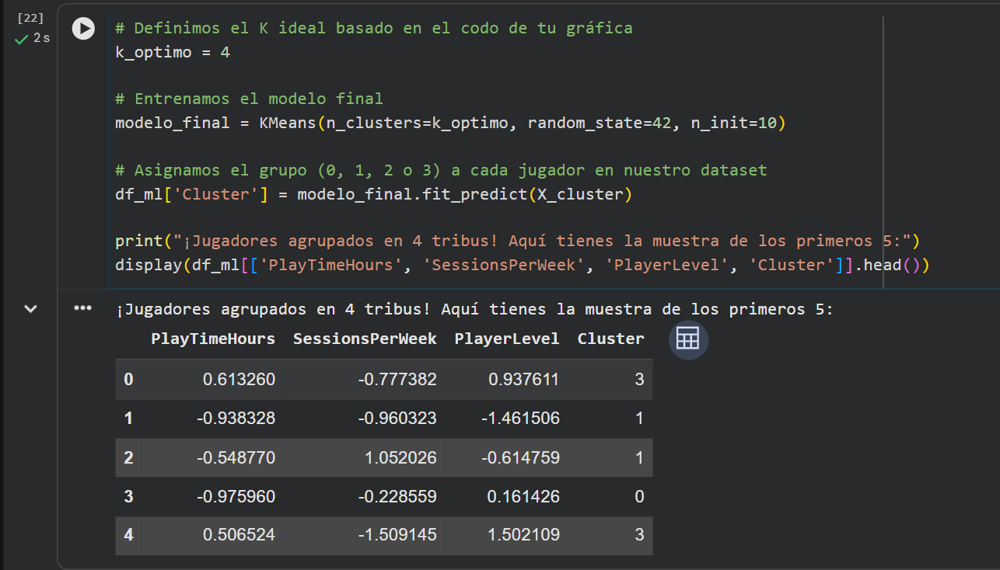 [22]
2 s
# Definimos el K ideal basado en el codo de tu gráfica
k_optimo = 4
# Entrenamos el modelo final
modelo_final = KMeans(n_clusters=k_optimo, random_state=42, n_init=10)
# Asignamos el grupo (0, 1, 2 o 3) a cada jugador en nuestro dataset
df_ml['Cluster'] = modelo_final.fit_predict(X_cluster)
print("¡Jugadores agrupados en 4 tribus! Aquí tienes la muestra de los primeros 5:")
display(df_ml[['PlayTimeHours', 'SessionsPerWeek', 'PlayerLevel', 'Cluster']].head())
¡Jugadores agrupados en 4 tribus! Aquí tienes la muestra de los primeros 5:
PlayTimeHours SessionsPerWeek PlayerLevel Cluster
0 0.613260 -0.777382 0.937611 3
1 -0.938328 -0.960323 -1.461506 1
2 -0.548770 1.052026 -0.614759 1
3 -0.975960 -0.228559 0.161426 0
4 0.506524 -1.509145 1.502109 3